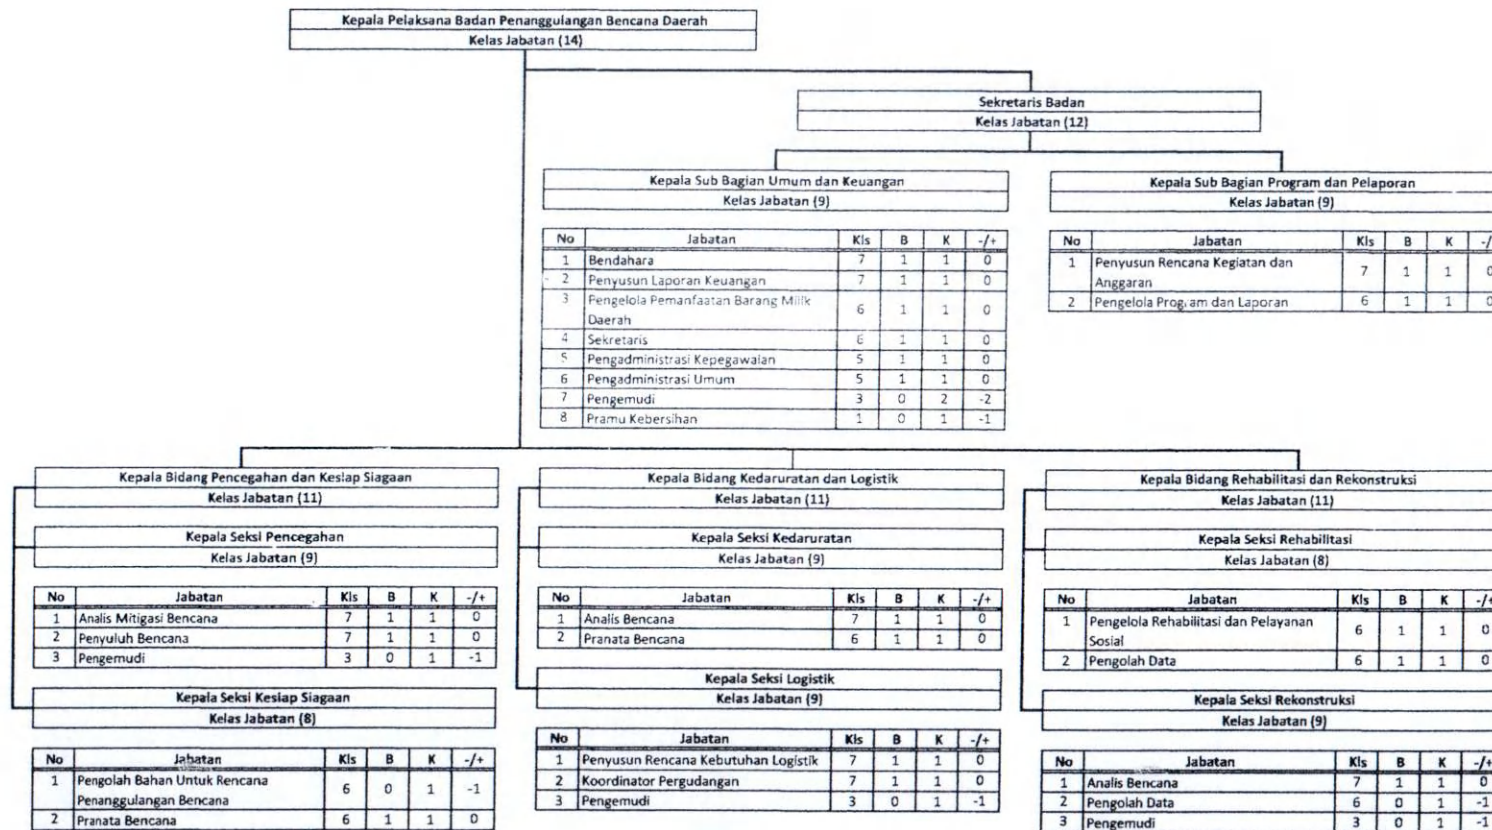 Kepala Pelaksana Badan Penanggulangan Bencana Daerah
Kelas Jabatan (14)
Sekretaris Badan
Kelas Jabatan (12)
Kepala Sub Bagian Umum dan Keuangan
Kelas Jabatan (9)
No Jabatan Kls B K -/+
1 Bendahara 7 1 1 0
2 Penyusun Laporan Keuangan 7 1 1 0
3 Pengelola Pemanfaatan Barang Milik
Daerah 6 1 1 0
4 Sekretaris 6 1 1 0
5 Pengadministrasi Kepegawaian 5 1 1 0
6 Pengadministrasi Umum 5 1 1 0
7 Pengemudi 3 0 2 -2
8 Pramu Kebersihan 1 0 1 -1
Kepala Sub Bagian Program dan Pelaporan
Kelas Jabatan (9)
No Jabatan Kls B K -/
1 Penyusun Rencana Kegiatan dan
Anggaran 7 1 1 0
2 Pengelola Program dan Laporan 6 1 1 0
Kepala Bidang Pencegahan dan Kesiap Siagaan
Kelas Jabatan (11)
Kepala Seksi Pencegahan
Kelas Jabatan (9)
No Jabatan Kls B K -/+
1 Analis Mitigasi Bencana 7 1 1 0
2 Penyuluh Bencana 7 1 1 0
3 Pengemudi 3 0 1 -1
Kepala Seksi Kesiap Siagaan
Kelas Jabatan (8)
No Jabatan Kls B K -/+
1 Pengolah Bahan Untuk Rencana
Penanggulangan Bencana 6 0 1 -1
2 Pranata Bencana 6 1 1 0
Kepala Bidang Kedaruratan dan Logistik
Kelas Jabatan (11)
Kepala Seksi Kedaruratan
Kelas Jabatan (9)
No Jabatan Kls B K -/+
1 Analis Bencana 7 1 1 0
2 Pranata Bencana 6 1 1 0
Kepala Seksi Logistik
Kelas Jabatan (9)
No Jabatan Kls B K -/+
1 Penyusun Rencana Kebutuhan Logistik 7 1 1 0
2 Koordinator Pergudangan 7 1 1 0
3 Pengemudi 3 0 1 -1
Kepala Bidang Rehabilitasi dan Rekonstruksi
Kelas Jabatan (11)
Kepala Seksi Rehabilitasi
Kelas Jabatan (8)
No Jabatan Kls B K -/+
1 Pengelola Rehabilitasi dan Pelayanan
Sosial 6 1 1 0
2 Pengolah Data 6 1 1 0
Kepala Seksi Rekonstruksi
Kelas Jabatan (9)
No Jabatan Kls B K -/+
1 Analis Bencana 7 1 1 0
2 Pengolah Data 6 0 1 -1
3 Pengemudi 3 0 1 -1